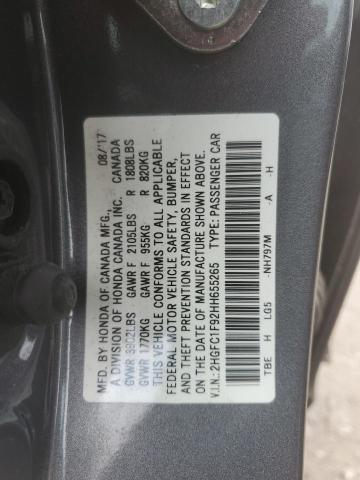 MFD. BY HONDA OF CANADA MFG., 08/'17
A DIVISION OF HONDA CANADA INC. CANADA
GVWR 3902LBS GAWR F 2105LBS R 1808LBS
GVWR 1770KG GAWR F 955KG R 820KG
THIS VEHICLE CONFORMS TO ALL APPLICABLE
FEDERAL MOTOR VEHICLE SAFETY, BUMPER,
AND THEFT PREVENTION STANDARDS IN EFFECT
ON THE DATE OF MANUFACTURE SHOWN ABOVE.
V.I.N.: 2HGFC1F92HH655265 TYPE: PASSENGER CAR
TBE H LG5 -NH797M -A -H